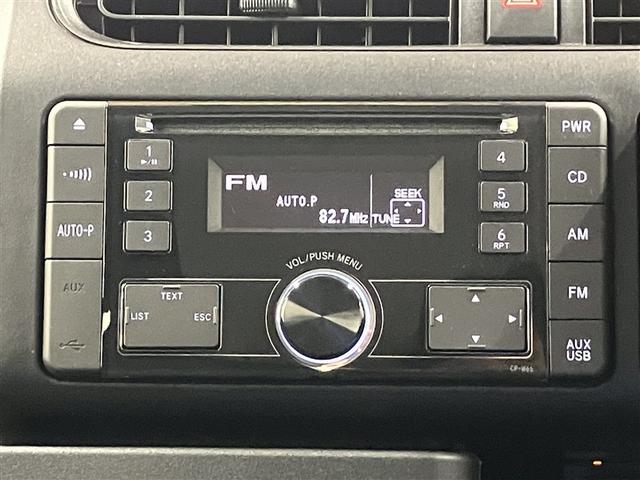 PWR
1
4
FM
SEEK
CD
AUTO.P
2
5
RND
82.7MHz TUNE
AUTO-P
3
6
RPT
AM
VOL/PUSH MENU
AUX
TEXT
LIST
ESC
FM
AUX
USB
CP-W66